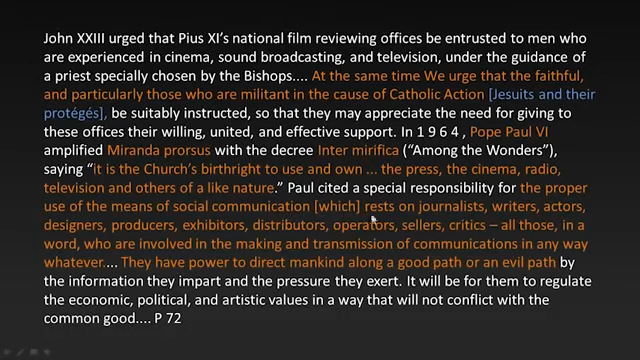 John XXIII urged that Pius XI's national film reviewing offices be entrusted to men who
are experienced in cinema, sound broadcasting, and television, under the guidance of
a priest specially chosen by the Bishops.... At the same time We urge that the faithful,
and particularly those who are militant in the cause of Catholic Action [Jesuits and their
protégés], be suitably instructed, so that they may appreciate the need for giving to
these offices their willing, united, and effective support. In 1 9 6 4 , Pope Paul VI
amplified Miranda prorsus with the decree Inter mirifica ("Among the Wonders"),
saying "it is the Church's birthright to use and own ... the press, the cinema, radio,
television and others of a like nature." Paul cited a special responsibility for the proper
use of the means of social communication [which] rests on journalists, writers, actors,
designers, producers, exhibitors, distributors, operators, sellers, critics – all those, in a
word, who are involved in the making and transmission of communications in any way
whatever.... They have power to direct mankind along a good path or an evil path by
the information they impart and the pressure they exert. It will be for them to regulate
the economic, political, and artistic values in a way that will not conflict with the
common good.... P 72